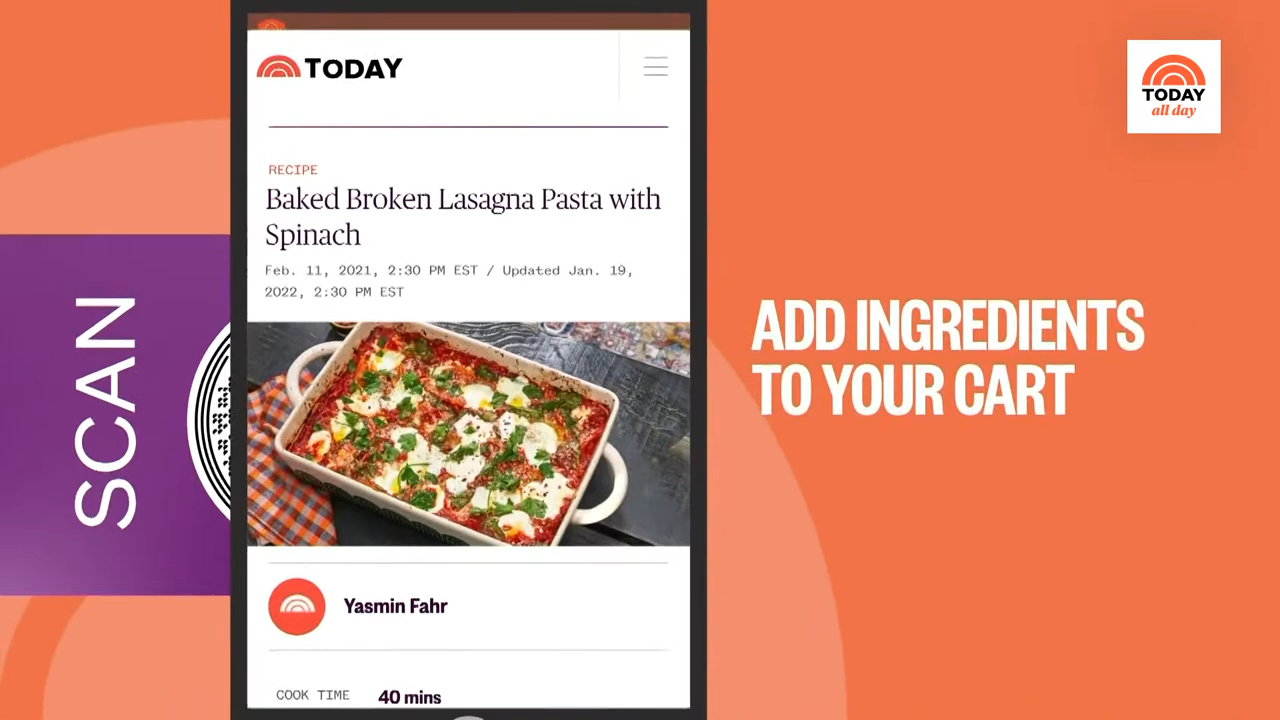 TODAY
RECIPE
Baked Broken Lasagna Pasta with
Spinach
Feb. 11, 2021, 2:30 PM EST / Updated Jan. 19,
2022, 2:30 PM EST
Yasmin Fahr
COOK TIME 40 mins
SCAN
ADD INGREDIENTS
TO YOUR CART
TODAY
all day